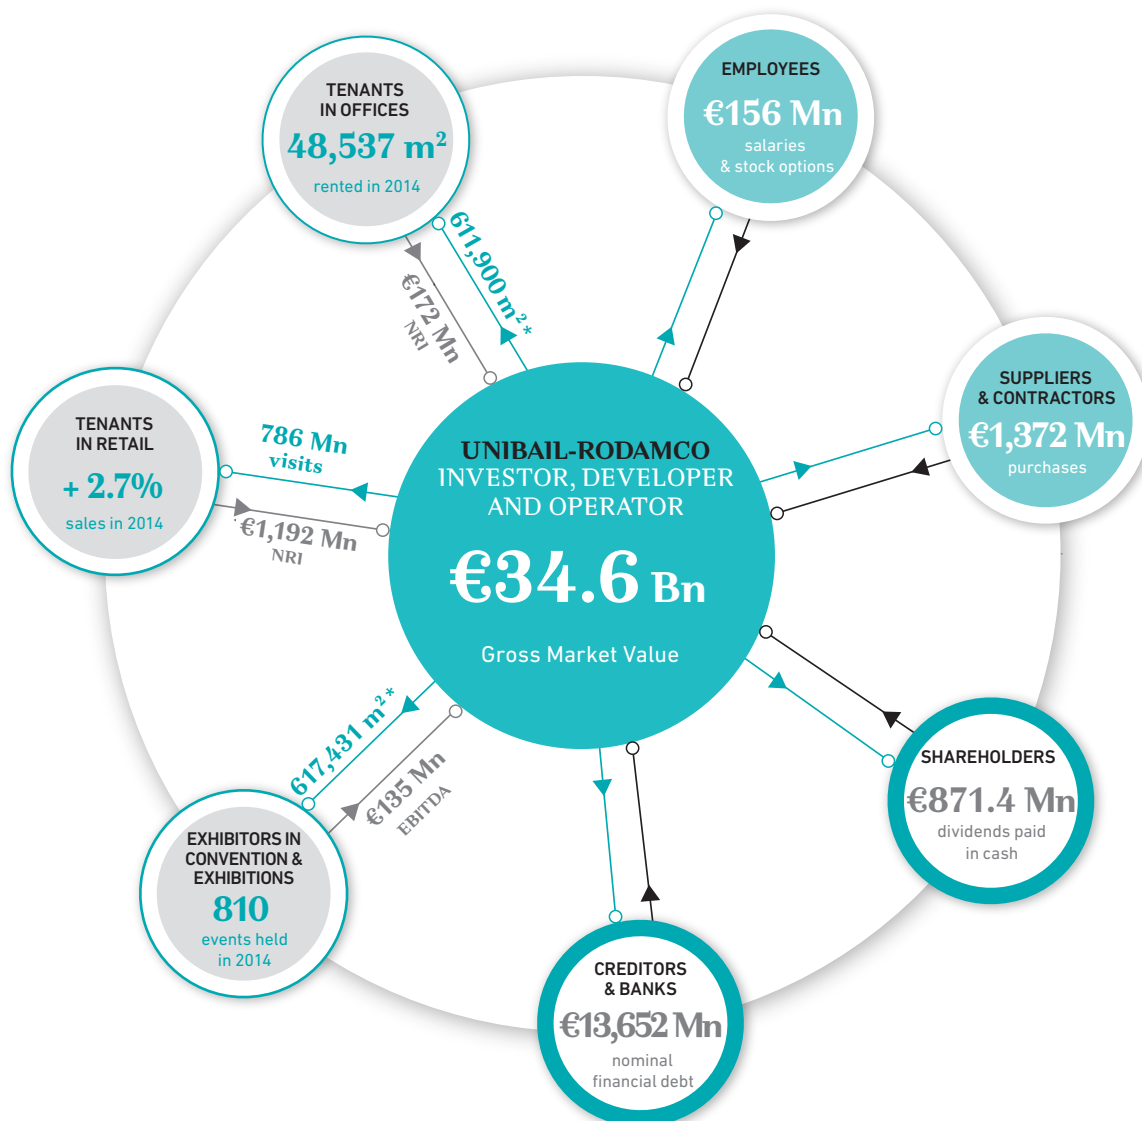 TENANTS
IN OFFICES
48,537 m²
rented in 2014
611,900 m² *
€172 Mn
NRI
EMPLOYEES
€156 Mn
salaries
& stock options
SUPPLIERS
& CONTRACTORS
€1,372 Mn
purchases
TENANTS
IN RETAIL
+ 2.7%
sales in 2014
786 Mn
visits
€1,192 Mn
NRI
UNIBAIL-RODAMCO
INVESTOR, DEVELOPER
AND OPERATOR
€34.6 Bn
Gross Market Value
617,431 m² *
€135 Mn
EBITDA
EXHIBITORS IN
CONVENTION &
EXHIBITIONS
810
events held
in 2014
SHAREHOLDERS
€871.4 Mn
dividends paid
in cash
CREDITORS
& BANKS
€13,652 Mn
nominal
financial debt